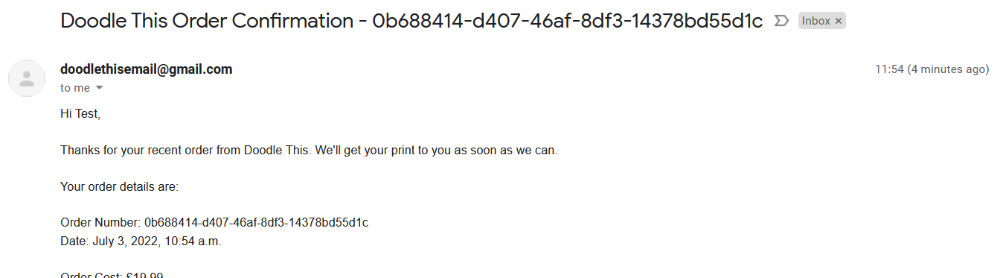 Doodle This Order Confirmation - 0b688414-d407-46af-8df3-14378bd55d1c Inbox ×
doodlethisemail@gmail.com 11:54 (4 minutes ago)
to me
Hi Test,
Thanks for your recent order from Doodle This. We'll get your print to you as soon as we can.
Your order details are:
Order Number: 0b688414-d407-46af-8df3-14378bd55d1c
Date: July 3, 2022, 10:54 a.m.
Order Cost: £19.99